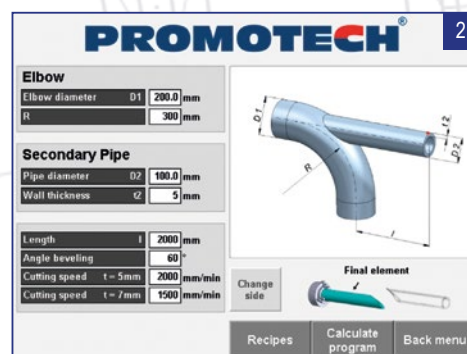 PROMOTECH®
2
Elbow
Elbow diameter D1 200.0 mm
R 300 mm
Secondary Pipe
Pipe diameter D2 100.0 mm
Wall thickness t2 5 mm
Length l 2000 mm
Angle beveling 60 °
Cutting speed t = 5mm 2000 mm/min
Cutting speed t = 7mm 1500 mm/min
D1
t2
D2
R
l
Change side
Final element
Recipes
Calculate program
Back menu